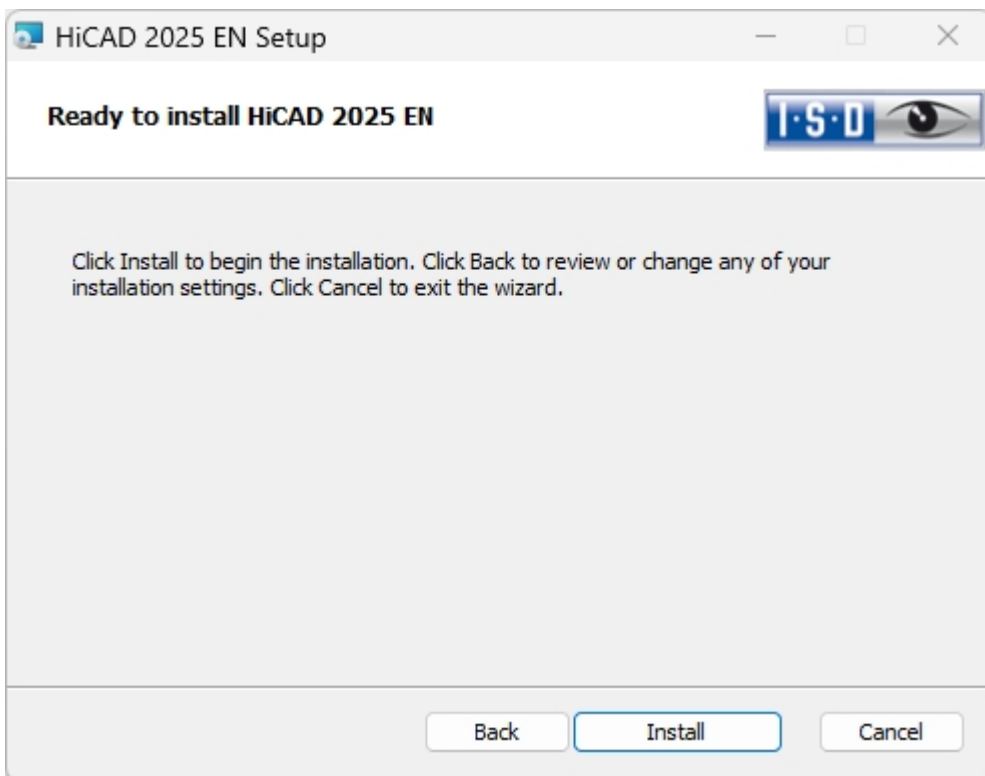 HiCAD 2025 EN Setup
Ready to install HiCAD 2025 EN
I·S·D
Click Install to begin the installation. Click Back to review or change any of your
installation settings. Click Cancel to exit the wizard.
Back
Install
Cancel